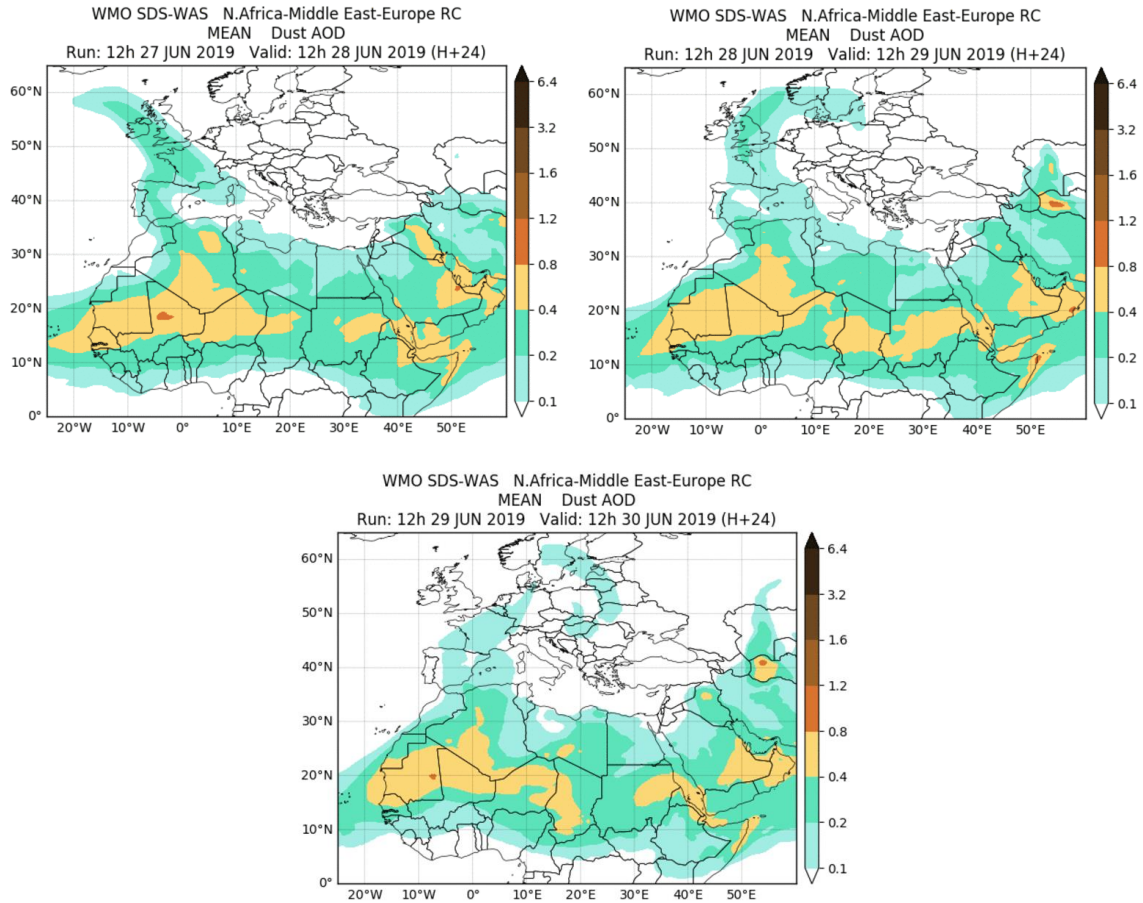 WMO SDS-WAS N.Africa-Middle East-Europe RC
MEAN Dust AOD
Run: 12h 27 JUN 2019 Valid: 12h 28 JUN 2019 (H+24)
60°N
50°N
40°N
30°N
20°N
10°N
0°
20°W 10°W 0° 10°E 20°E 30°E 40°E 50°E
6.4
3.2
1.6
1.2
0.8
0.4
0.2
0.1
WMO SDS-WAS N.Africa-Middle East-Europe RC
MEAN Dust AOD
Run: 12h 28 JUN 2019 Valid: 12h 29 JUN 2019 (H+24)
60°N
50°N
40°N
30°N
20°N
10°N
0°
20°W 10°W 0° 10°E 20°E 30°E 40°E 50°E
6.4
3.2
1.6
1.2
0.8
0.4
0.2
0.1
WMO SDS-WAS N.Africa-Middle East-Europe RC
MEAN Dust AOD
Run: 12h 29 JUN 2019 Valid: 12h 30 JUN 2019 (H+24)
60°N
50°N
40°N
30°N
20°N
10°N
0°
20°W 10°W 0° 10°E 20°E 30°E 40°E 50°E
6.4
3.2
1.6
1.2
0.8
0.4
0.2
0.1